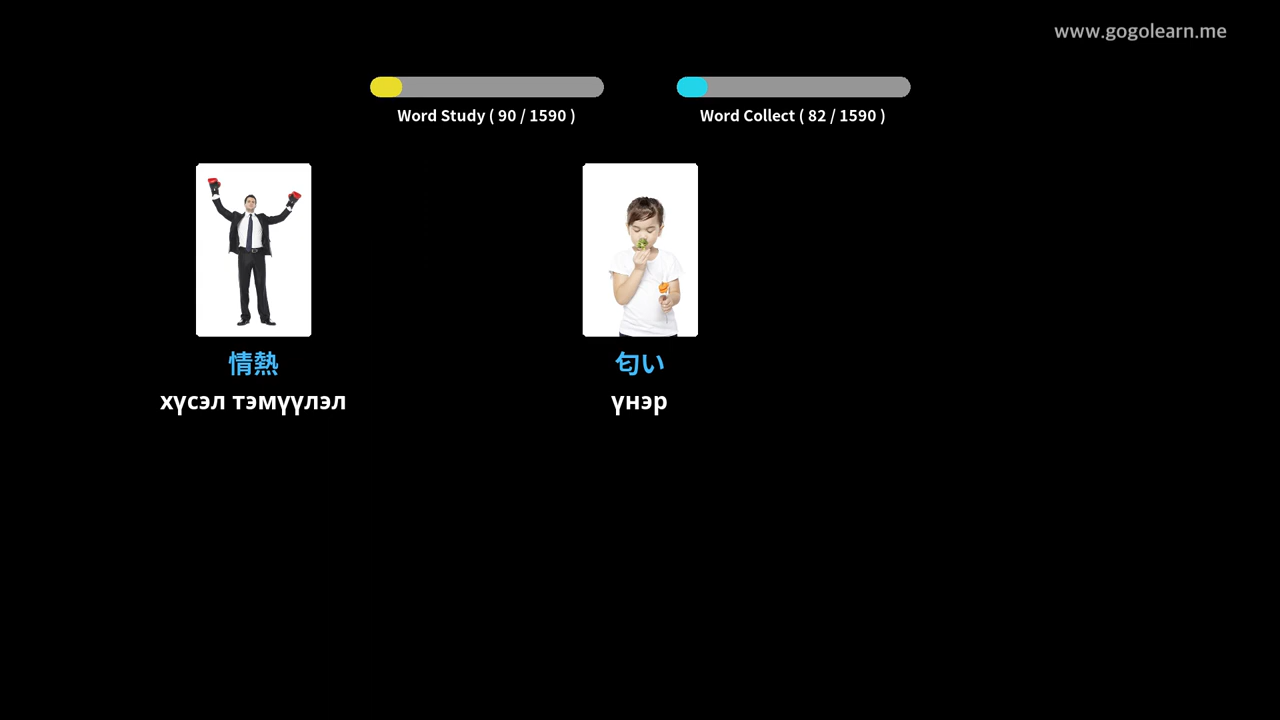 www.gogolearn.me
Word Study ( 90 / 1590 )
Word Collect ( 82 / 1590 )
情熱
хүсэл тэмүүлэл
匂い
үнэр